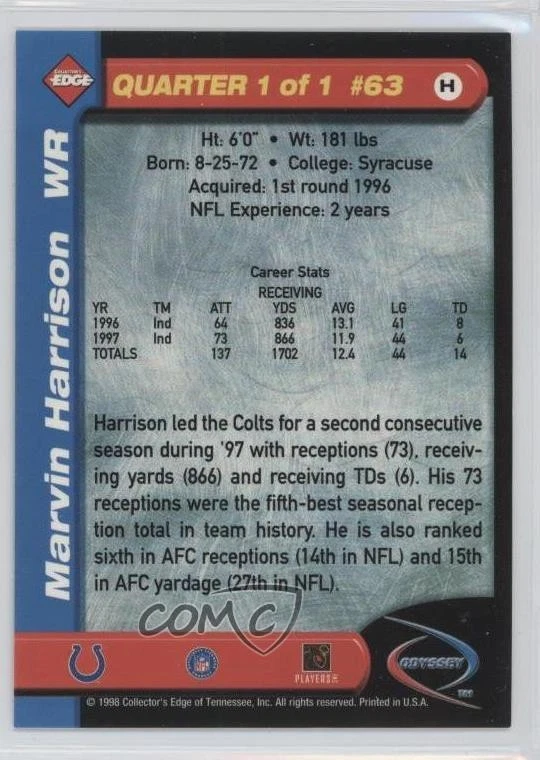 COLLECTOR'S
EDGE
QUARTER 1 of 1 #63
H
Marvin Harrison WR
Ht: 6'0" • Wt: 181 lbs
Born: 8-25-72 • College: Syracuse
Acquired: 1st round 1996
NFL Experience: 2 years
Career Stats
RECEIVING
YR TM ATT YDS AVG LG TD
1996 Ind 64 836 13.1 41 8
1997 Ind 73 866 11.9 44 6
TOTALS 137 1702 12.4 44 14
Harrison led the Colts for a second consecutive
season during '97 with receptions (73), receiv-
ing yards (866) and receiving TDs (6). His 73
receptions were the fifth-best seasonal recep-
tion total in team history. He is also ranked
sixth in AFC receptions (14th in NFL) and 15th
in AFC yardage (27th in NFL).
COMC
NFL
PLAYERS INC
ODYSSEY
TM
© 1998 Collector's Edge of Tennessee, Inc. All rights reserved. Printed in U.S.A.